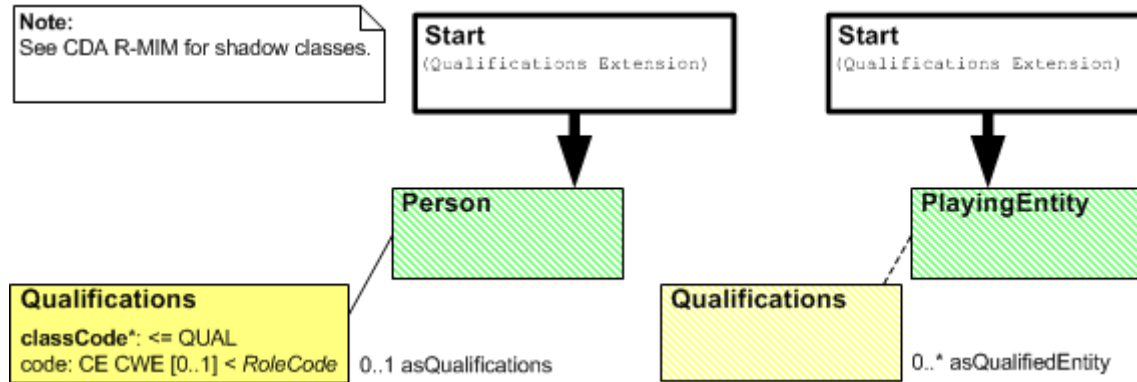 Note:
See CDA R-MIM for shadow classes.
Start
(Qualifications Extension)
Start
(Qualifications Extension)
Person
PlayingEntity
Qualifications
classCode*: <= QUAL
code: CE CWE [0..1] < RoleCode
0..1 asQualifications
Qualifications
0..* asQualifiedEntity